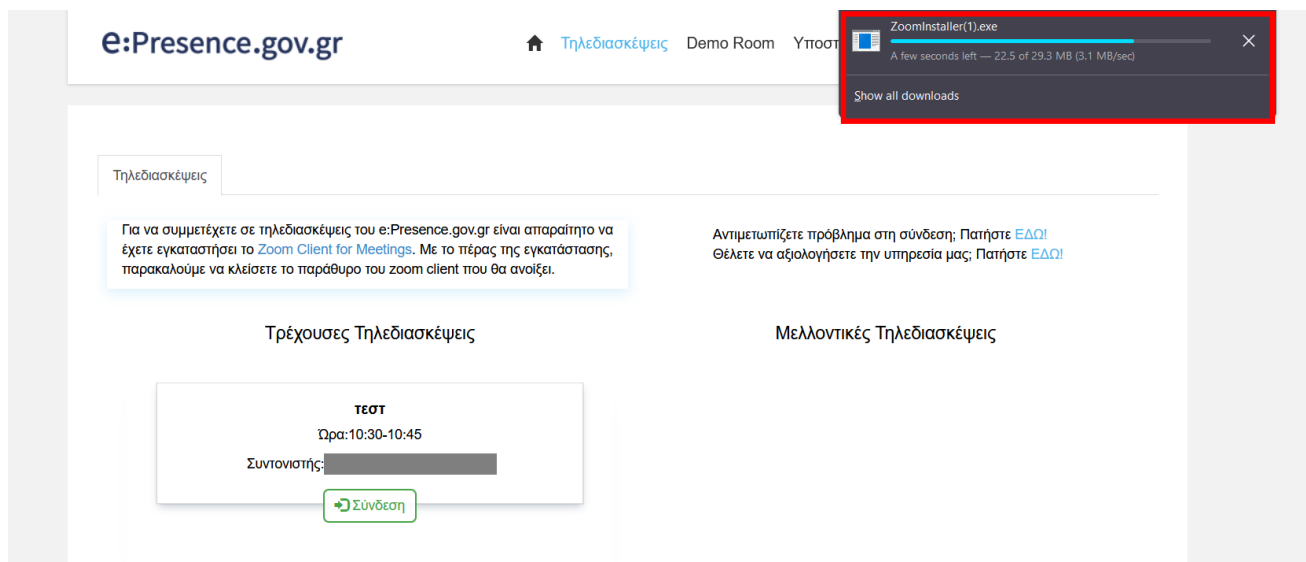 e:Presence.gov.gr
Τηλεδιασκέψεις Demo Room
ZoomInstaller(1).exe
A few seconds left — 22.5 of 29.3 MB (3.1 MB/sec)
Show all downloads
Τηλεδιασκέψεις
Για να συμμετέχετε σε τηλεδιασκέψεις του e:Presence.gov.gr είναι απαραίτητο να
έχετε εγκαταστήσει το Zoom Client for Meetings. Με το πέρας της εγκατάστασης,
παρακαλούμε να κλείσετε το παράθυρο του zoom client που θα ανοίξει.
Αντιμετωπίζετε πρόβλημα στη σύνδεση; Πατήστε ΕΔΩ!
Θέλετε να αξιολογήσετε την υπηρεσία μας; Πατήστε ΕΔΩ!
Τρέχουσες Τηλεδιασκέψεις
Μελλοντικές Τηλεδιασκέψεις
τεστ
Ώρα:10:30-10:45
Συντονιστής:
Σύνδεση